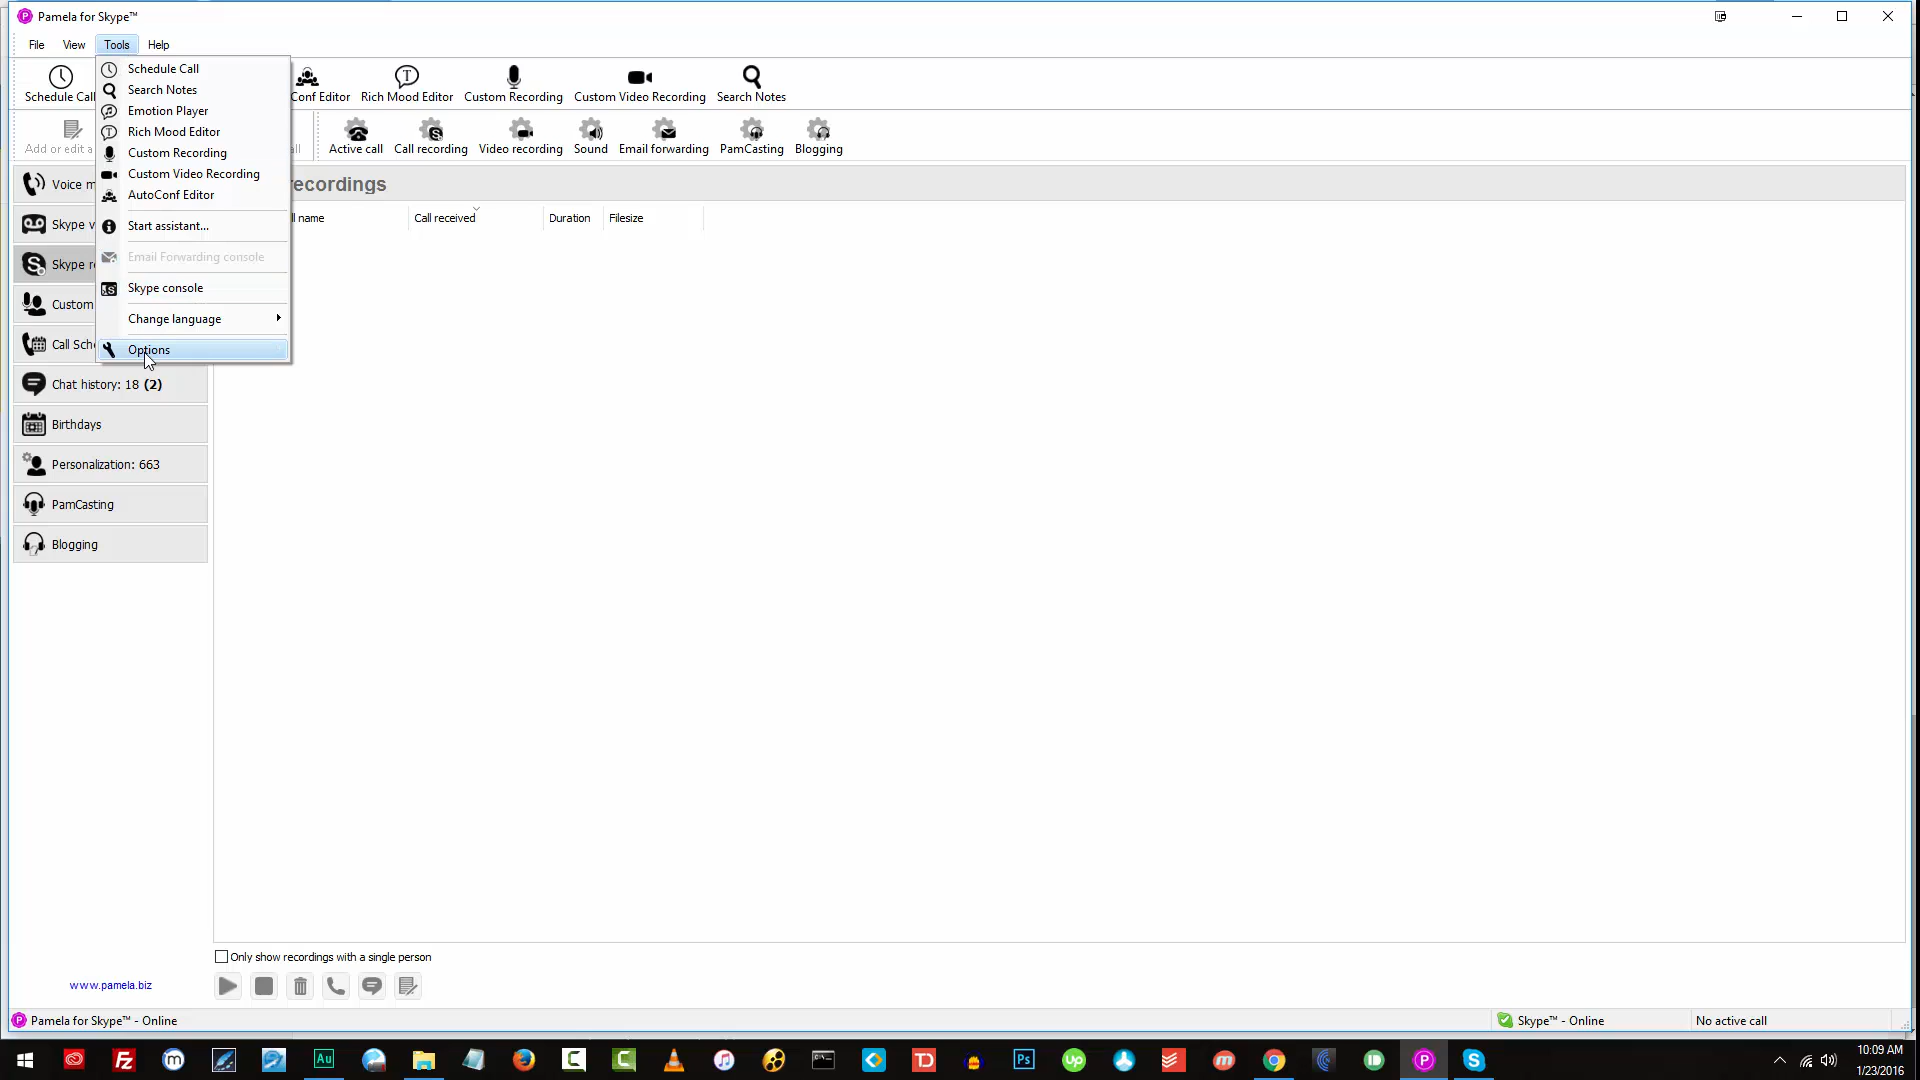 Pamela for Skype™
File View Tools Help
Schedule Call
Search Notes
Emotion Player
Rich Mood Editor
Custom Recording
Custom Video Recording
AutoConf Editor
Start assistant...
Email Forwarding console
Skype console
Change language
Options
Schedule Call Conf Editor Rich Mood Editor Custom Recording Custom Video Recording Search Notes
Add or edit a Active call Call recording Video recording Sound Email forwarding PamCasting Blogging
Voice m
Skype v
Skype r
Custom
Call Sch
Chat history: 18 (2)
Birthdays
Personalization: 663
PamCasting
Blogging
recordings
ll name Call received Duration Filesize
Only show recordings with a single person
www.pamela.biz
Pamela for Skype™ - Online Skype™ - Online No active call
10:09 AM
1/23/2016